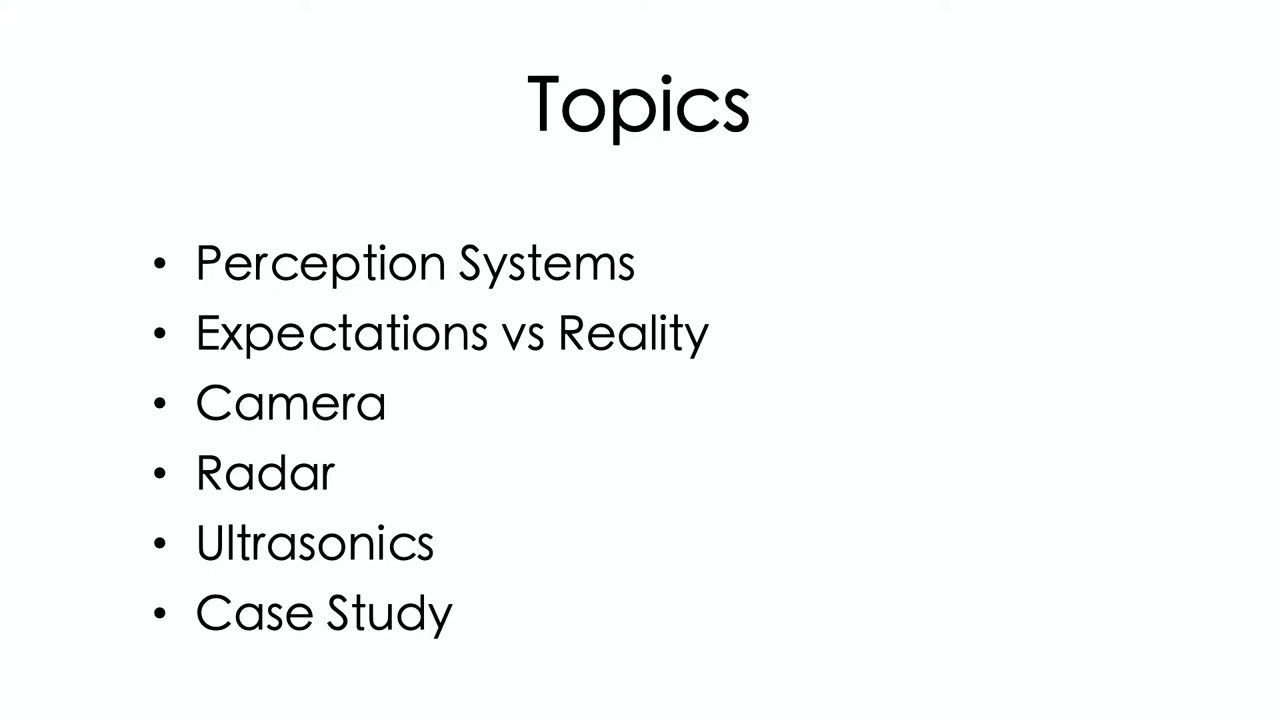 Topics
• Perception Systems
• Expectations vs Reality
• Camera
• Radar
• Ultrasonics
• Case Study